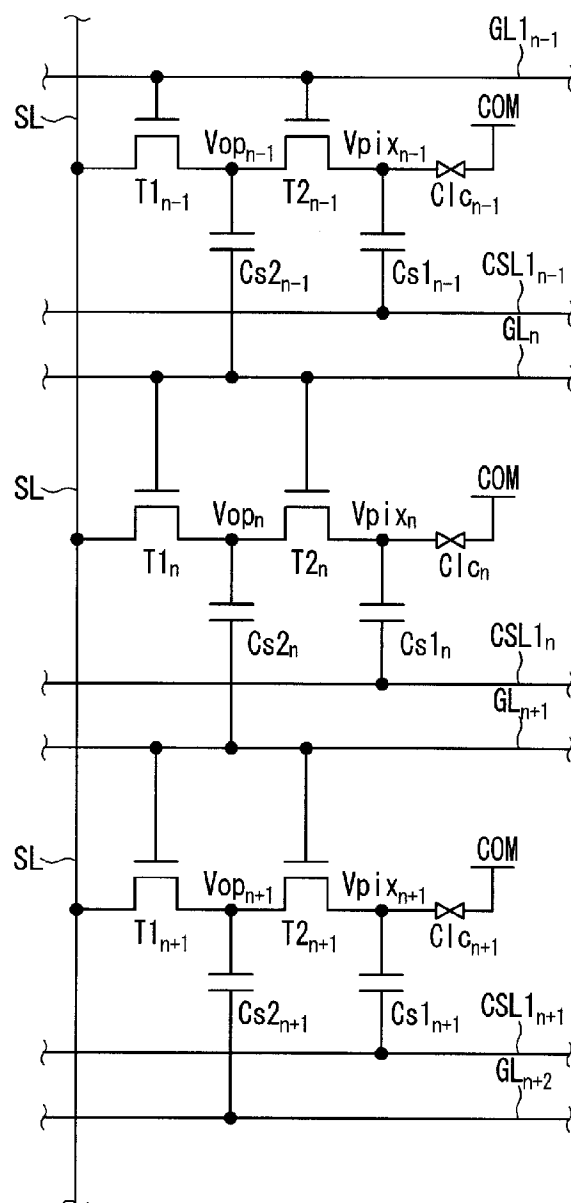 GL1n-1
SL
COM
Vopn-1
Vpixn-1
T1n-1
T2n-1
Clcn-1
Cs2n-1
Cs1n-1
CSL1n-1
GLn
SL
COM
Vopn
Vpixn
T1n
T2n
Clcn
Cs2n
Cs1n
CSL1n
GLn+1
SL
COM
Vopn+1
Vpixn+1
T1n+1
T2n+1
Clcn+1
Cs2n+1
Cs1n+1
CSL1n+1
GLn+2